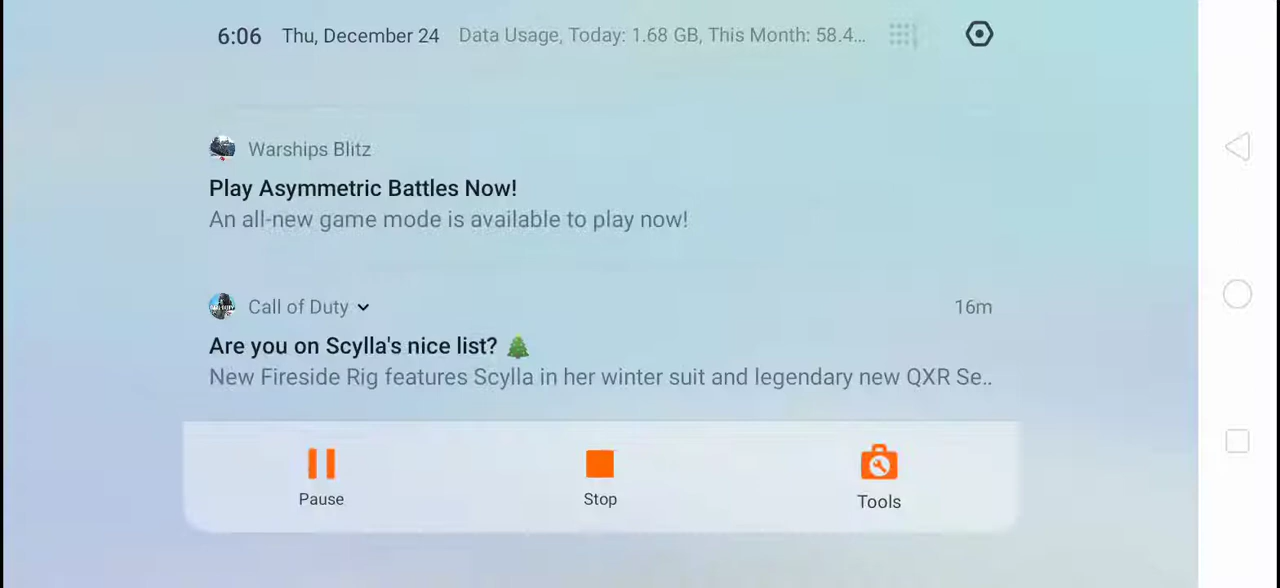 6:06 Thu, December 24 Data Usage, Today: 1.68 GB, This Month: 58.4...
Warships Blitz
Play Asymmetric Battles Now!
An all-new game mode is available to play now!
Call of Duty 16m
Are you on Scylla's nice list? 🎄
New Fireside Rig features Scylla in her winter suit and legendary new QXR Se..
Pause Stop Tools